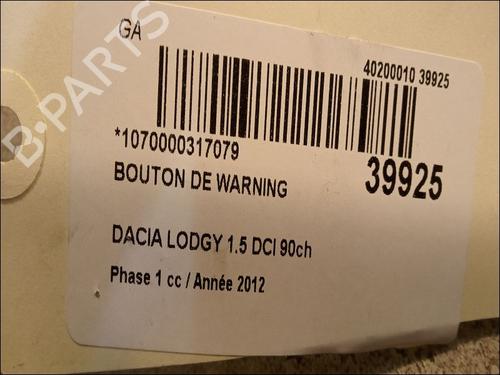 GA
40200010 39925
*1070000317079
39925
BOUTON DE WARNING
DACIA LODGY 1.5 DCI 90ch
Phase 1 cc / Année 2012
B-PARTS